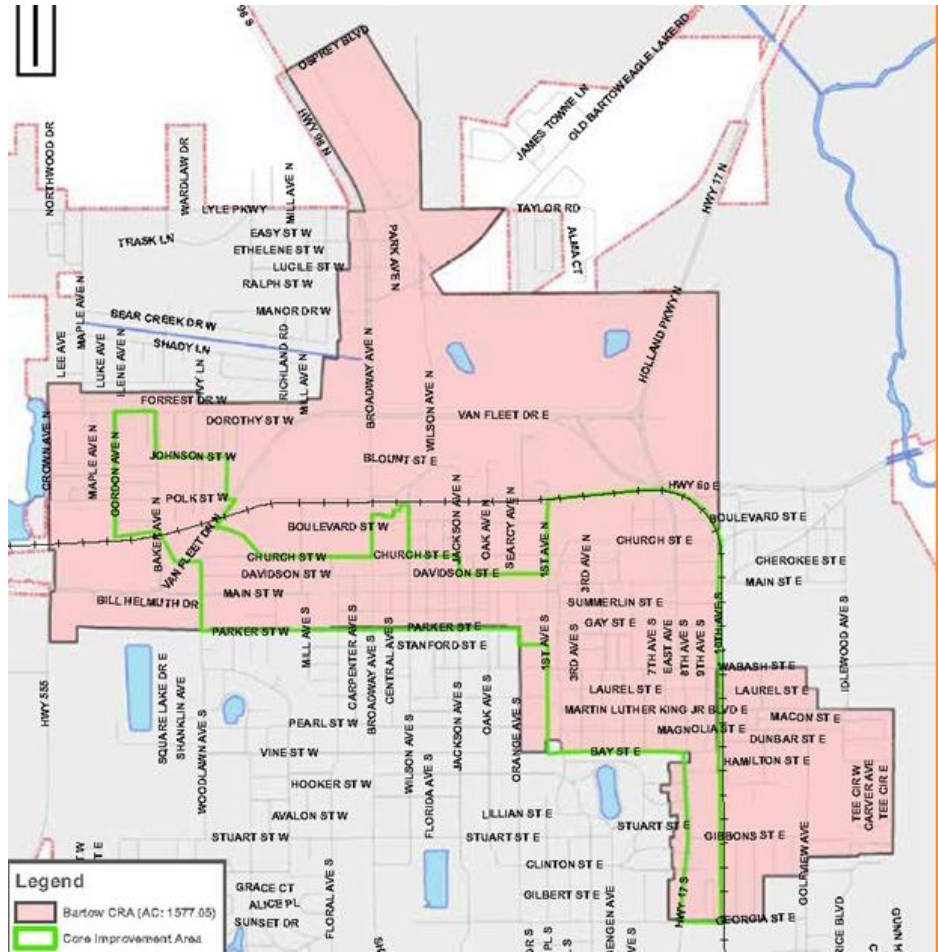 98 S
OSPREY BLVD
HWY 98 N
JAMES TOWNE LN
OLD BARTOW EAGLE LAKE RD
NORTHWOOD DR
WARDLAW DR
MILL AVE N
HWY 17 N
LYLE PKWY
TAYLOR RD
TRASK LN
EASY ST W
ETHELENE ST W
LUCILE ST W
RALPH ST W
PARK AVE N
ALMA CT
MAPLE AVE N
BEAR CREEK DR W
MANOR DR W
SHADY LN
LEE AVE
LUKE AVE
ILENE AVE N
IVY LN
RICHLAND RD
MILL AVE N
BROADWAY AVE N
HOLLAND PKWY N
FORREST DR W
DOROTHY ST W
WILSON AVE N
VAN FLEET DR E
CROWN AVE N
MAPLE AVE N
GORDON AVE N
JOHNSON ST W
BLOUNT ST E
POLK ST W
HWY 60 E
BAKER AVE N
VAN FLEET DR N
BOULEVARD ST W
JACKSON AVE N
OAK AVE N
SEARCY AVE N
1ST AVE N
BOULEVARD ST E
CHURCH ST W
CHURCH ST E
3RD AVE N
CHURCH ST E
DAVIDSON ST W
DAVIDSON ST E
CHEROKEE ST E
MAIN ST W
MAIN ST E
BILL HELMUTH DR
SUMMERLIN ST E
PARKER ST W
PARKER ST E
GAY ST E
STANFORD ST E
MILL AVE S
CARPENTER AVE S
BROADWAY AVE S
CENTRAL AVE S
1ST AVE S
3RD AVE S
7TH AVE S
EAST AVE
8TH AVE S
9TH AVE S
10TH AVE S
IDLEWOOD AVE S
WABASH ST E
LAUREL ST E
LAUREL ST E
HWY 555
SQUARE LAKE DR E
SHANKLIN AVE
WOODLAWN AVE S
MARTIN LUTHER KING JR BLVD E
MACON ST E
PEARL ST W
WILSON AVE S
FLORIDA AVE S
JACKSON AVE S
OAK AVE S
ORANGE AVE S
MAGNOLIA ST E
DUNBAR ST E
VINE ST W
BAY ST E
HAMILTON ST E
HOOKER ST W
TEE CIR W
CARVER AVE
TEE CIR E
AVALON ST W
LILLIAN ST E
STUART ST W
STUART ST E
STUART ST E
GIBBONS ST E
GOLFVIEW AVE
CLINTON ST E
GRACE CT
ALICE PL
SUNSET DR
FLORAL AVE S
GILBERT ST E
HWY 17 S
GEORGIA ST E
Legend
Bartow CRA (AC: 1577.05)
Core Improvement Area